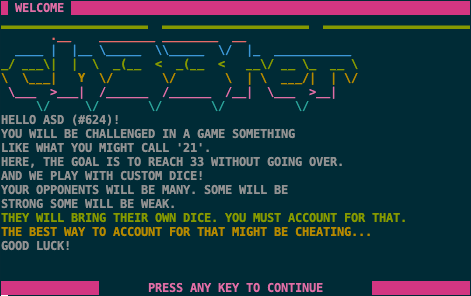 WELCOME
HELLO ASD (#624)!
YOU WILL BE CHALLENGED IN A GAME SOMETHING
LIKE WHAT YOU MIGHT CALL '21'.
HERE, THE GOAL IS TO REACH 33 WITHOUT GOING OVER.
AND WE PLAY WITH CUSTOM DICE!
YOUR OPPONENTS WILL BE MANY. SOME WILL BE
STRONG SOME WILL BE WEAK.
THEY WILL BRING THEIR OWN DICE. YOU MUST ACCOUNT FOR THAT.
THE BEST WAY TO ACCOUNT FOR THAT MIGHT BE CHEATING...
GOOD LUCK!
PRESS ANY KEY TO CONTINUE